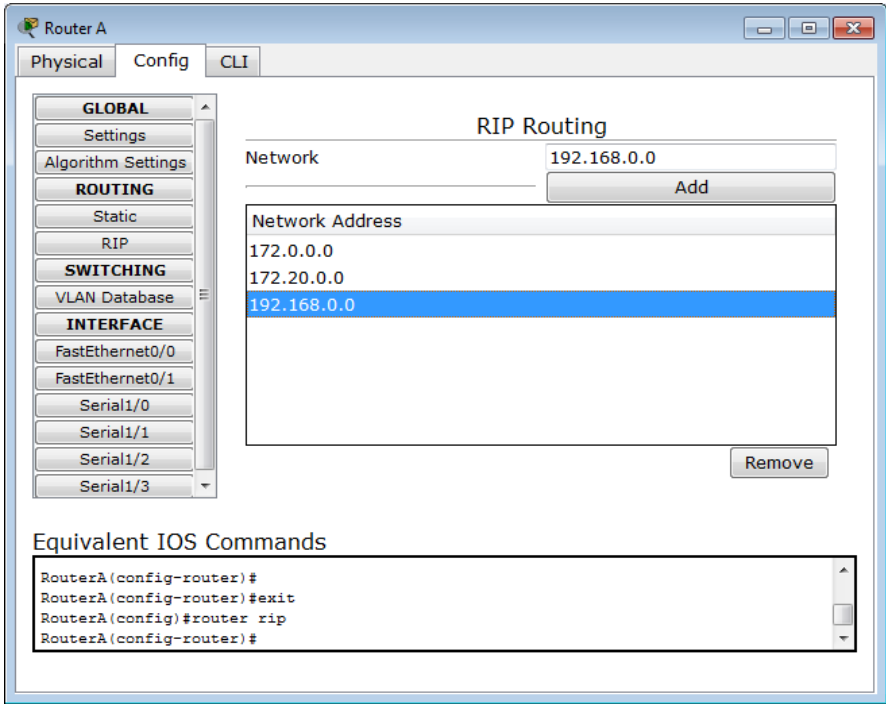 Router A
Physical Config CLI
GLOBAL
Settings
Algorithm Settings
ROUTING
Static
RIP
SWITCHING
VLAN Database
INTERFACE
FastEthernet0/0
FastEthernet0/1
Serial1/0
Serial1/1
Serial1/2
Serial1/3
RIP Routing
Network 192.168.0.0
Add
Network Address
172.0.0.0
172.20.0.0
192.168.0.0
Remove
Equivalent IOS Commands
RouterA(config-router)#
RouterA(config-router)#exit
RouterA(config)#router rip
RouterA(config-router)#